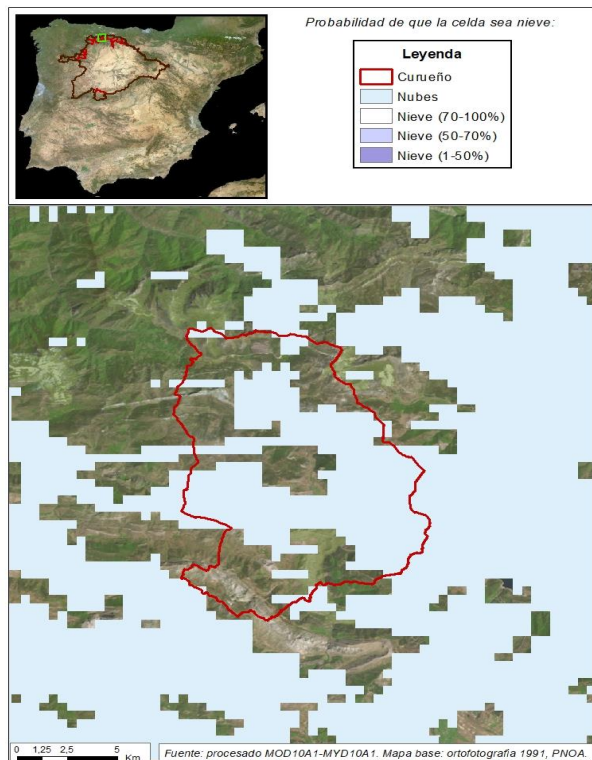 Probabilidad de que la celda sea nieve:
Leyenda
Curueño
Nubes
Nieve (70-100%)
Nieve (50-70%)
Nieve (1-50%)
0 1,25 2,5 5
Km
Fuente: procesado MOD10A1-MYD10A1. Mapa base: ortofotografía 1991, PNOA.